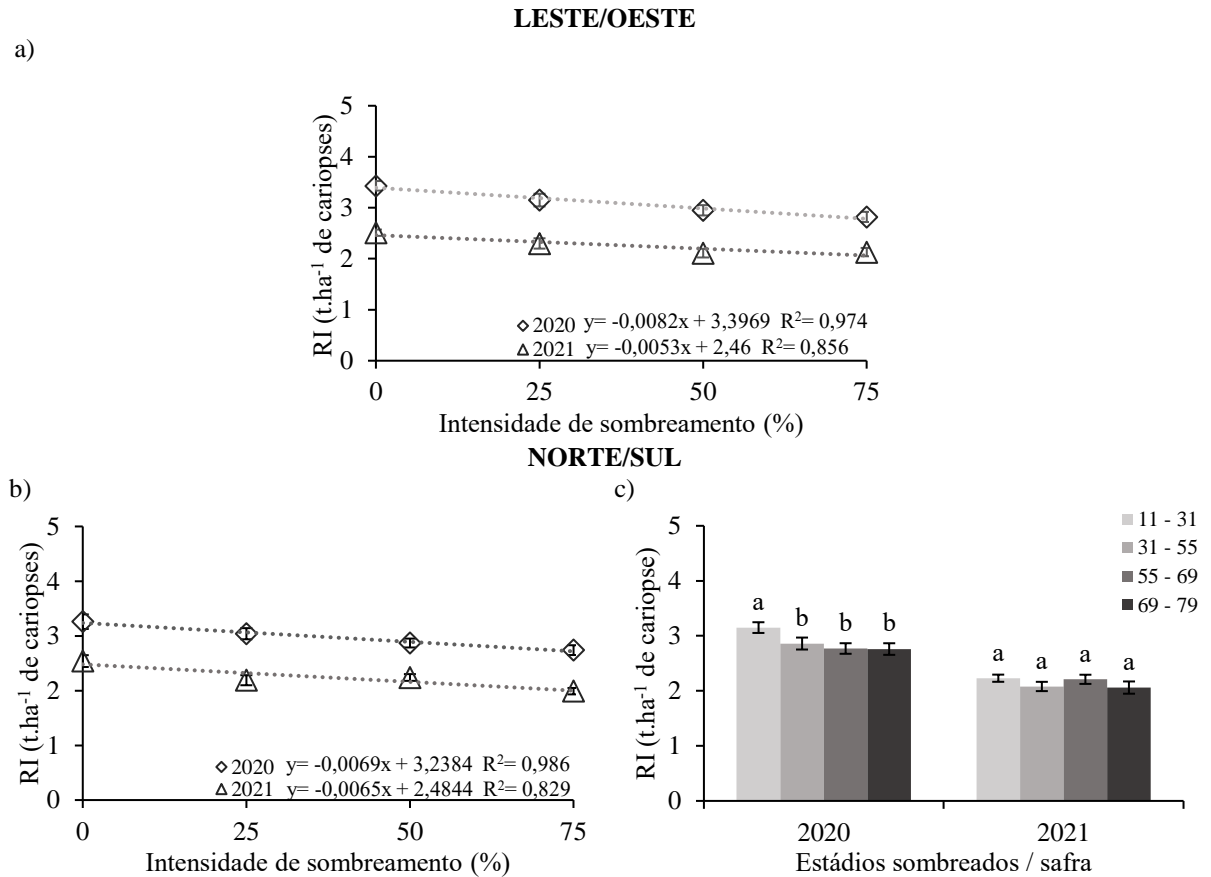 LESTE/OESTE
a)
RI (t.ha⁻¹ de cariopses)
5
4
3
2
1
0
◇ 2020 y= -0,0082x + 3,3969 R²= 0,974
△ 2021 y= -0,0053x + 2,46 R²= 0,856
0 25 50 75
Intensidade de sombreamento (%)
NORTE/SUL
b)
RI (t.ha⁻¹ de cariopses)
5
4
3
2
1
0
◇ 2020 y= -0,0069x + 3,2384 R²= 0,986
△ 2021 y= -0,0065x + 2,4844 R²= 0,829
0 25 50 75
Intensidade de sombreamento (%)
c)
RI (t.ha⁻¹ de cariopse)
5
4
3
2
1
0
11 - 31
31 - 55
55 - 69
69 - 79
a b b b
a a a a
2020 2021
Estádios sombreados / safra